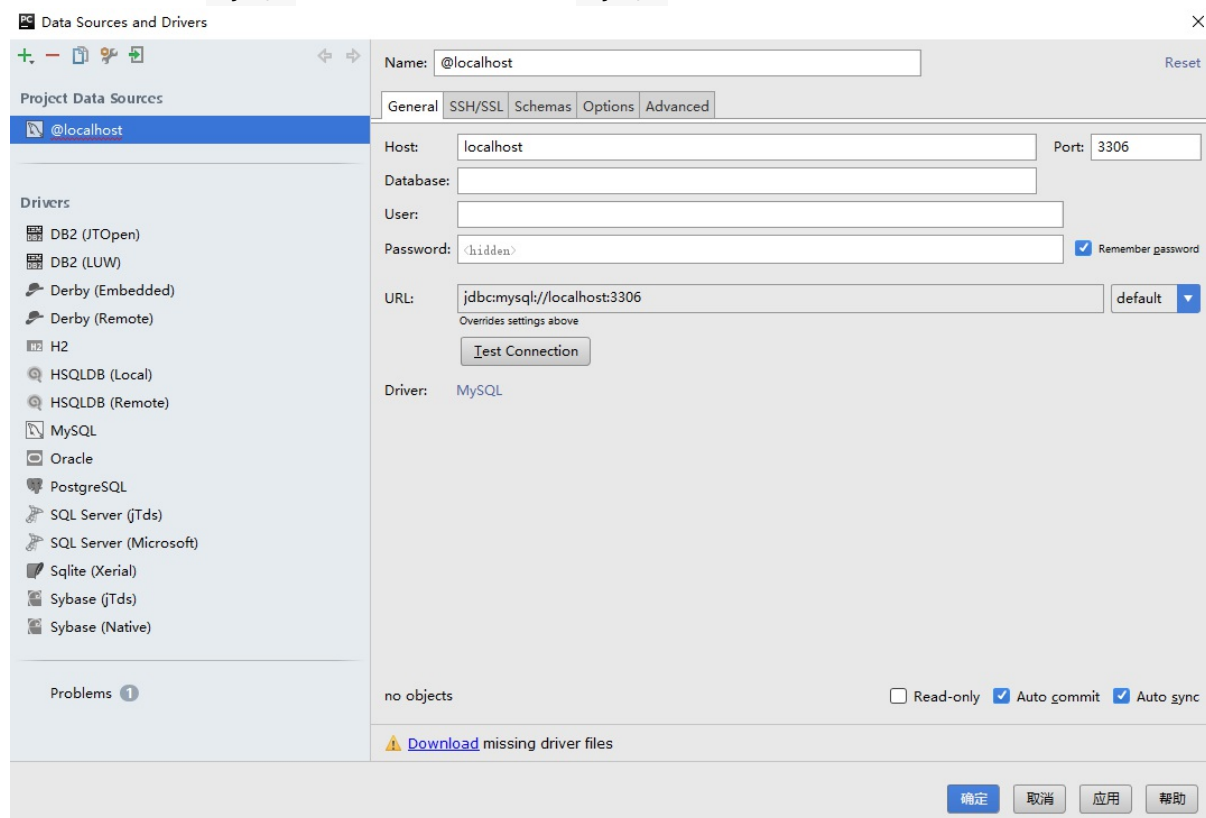 Data Sources and Drivers
Name: @localhost Reset
Project Data Sources
@localhost
General SSH/SSL Schemas Options Advanced
Host: localhost Port: 3306
Database:
User:
Password: <hidden> Remember password
URL: jdbc:mysql://localhost:3306 default
Overrides settings above
Test Connection
Driver: MySQL
Drivers
DB2 (JTOpen)
DB2 (LUW)
Derby (Embedded)
Derby (Remote)
H2
HSQLDB (Local)
HSQLDB (Remote)
MySQL
Oracle
PostgreSQL
SQL Server (jTds)
SQL Server (Microsoft)
Sqlite (Xerial)
Sybase (jTds)
Sybase (Native)
Problems 1
no objects Read-only Auto commit Auto sync
Download missing driver files
确定 取消 应用 帮助